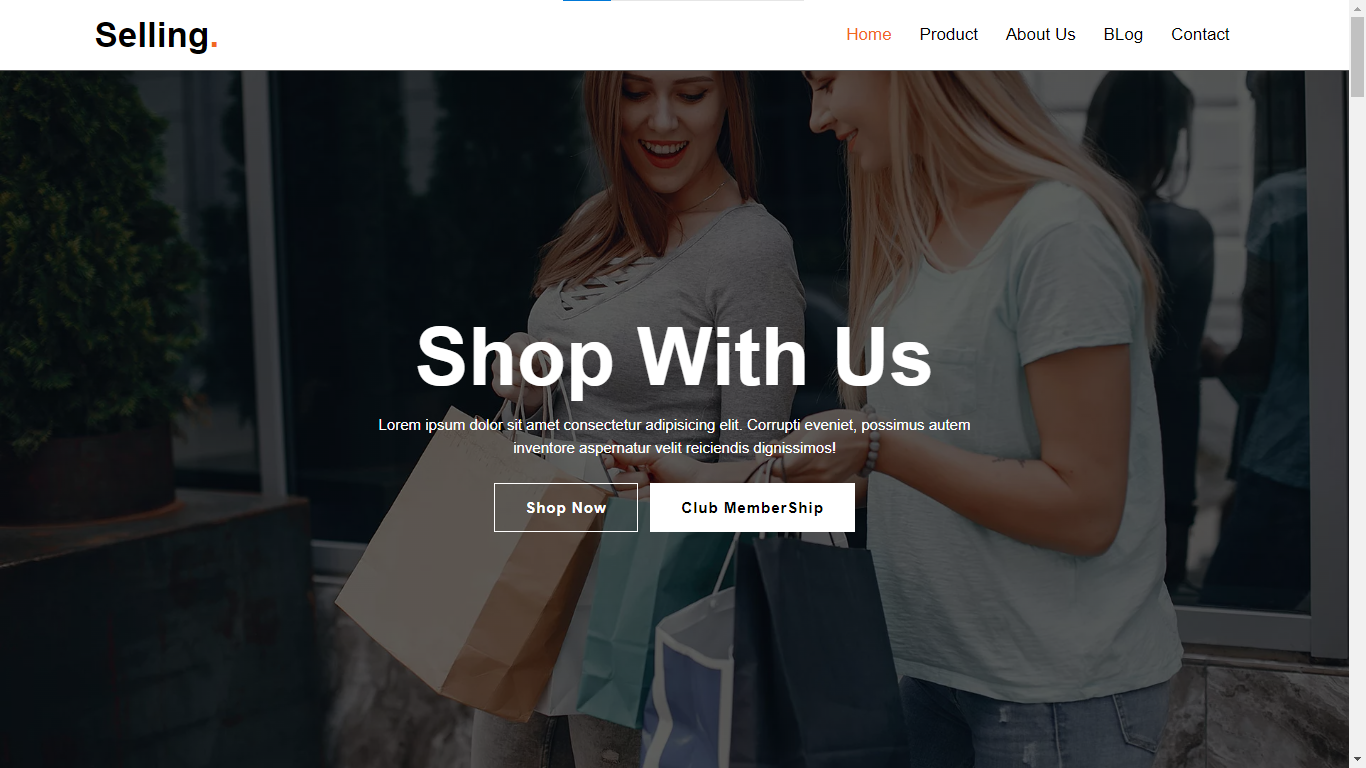 Selling.
Home Product About Us BLog Contact
Shop With Us
Lorem ipsum dolor sit amet consectetur adipisicing elit. Corrupti eveniet, possimus autem
inventore aspernatur velit reiciendis dignissimos!
Shop Now Club MemberShip